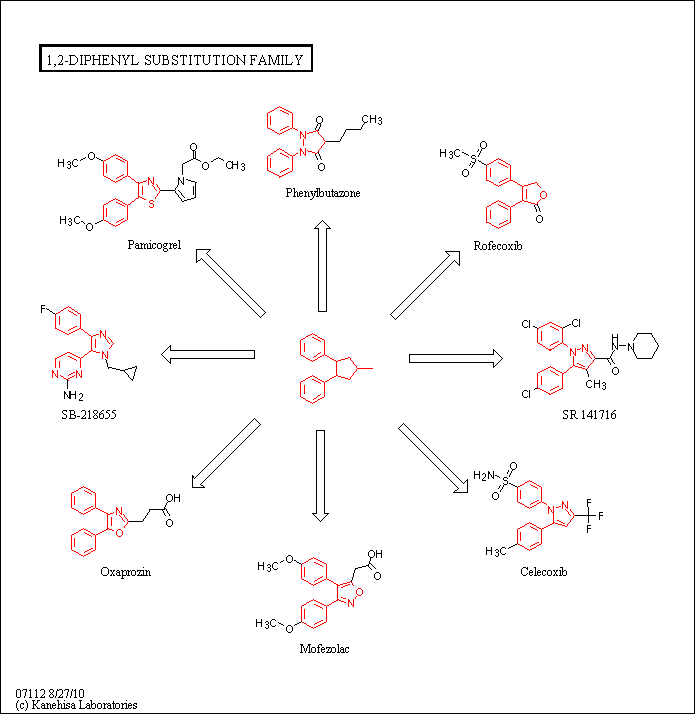 1,2-DIPHENYL SUBSTITUTION FAMILY
H₃C
O
N
S
N
O
O
CH₃
O
H₃C
Pamicogrel
O
N
N
O
CH₃
Phenylbutazone
H₃C
O
S
O
O
O
Rofecoxib
F
N
N
N
N
NH₂
SB-218655
Cl
Cl
N
N
Cl
CH₃
O
H
N
N
SR 141716
N
O
OH
O
Oxaprozin
H₃C
O
O
N
OH
O
H₃C
O
Mofezolac
H₂N
O
S
O
N
N
F
F
F
H₃C
Celecoxib
07112 8/27/10
(c) Kanehisa Laboratories